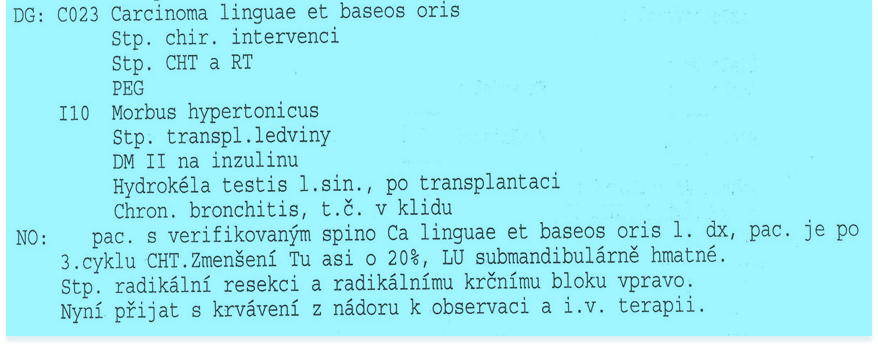 DG: C023 Carcinoma linguae et baseos oris
Stp. chir. intervenci
Stp. CHT a RT
PEG
I10 Morbus hypertonicus
Stp. transpl.ledviny
DM II na inzulinu
Hydrokéla testis l.sin., po transplantaci
Chron. bronchitis, t.č. v klidu
NO: pac. s verifikovaným spino Ca linguae et baseos oris l. dx, pac. je po
3.cyklu CHT.Zmenšení Tu asi o 20%, LU submandibulárně hmatné.
Stp. radikální resekci a radikálnímu krčnímu bloku vpravo.
Nyní přijat s krvávení z nádoru k observaci a i.v. terapii.